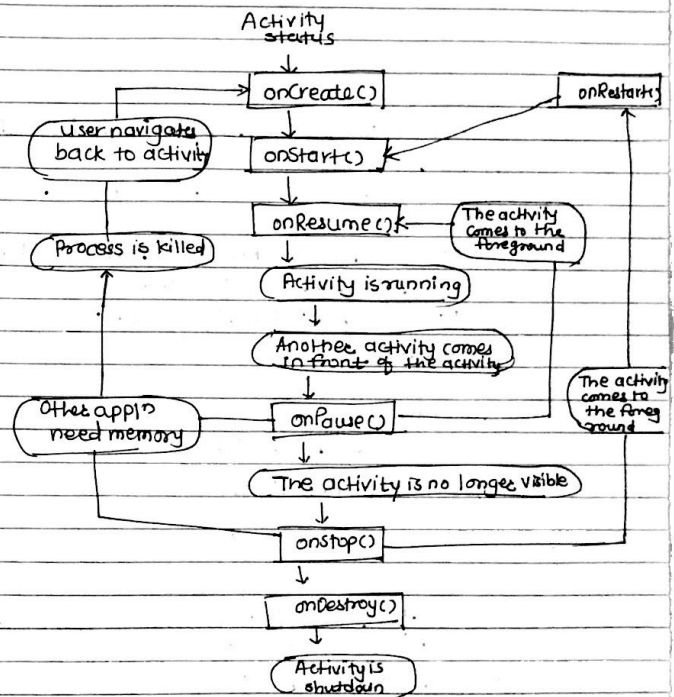 Activity
status
onCreate()
onRestart()
user navigates
back to activity
onStart()
onResume()
The activity
comes to the
foreground
Process is killed
Activity is running
Another activity comes
in front of the activity
Other appln
need memory
onPause()
The activity
comes to
the foreg
round
The activity is no longer visible
onStop()
onDestroy()
Activity is
shutdown